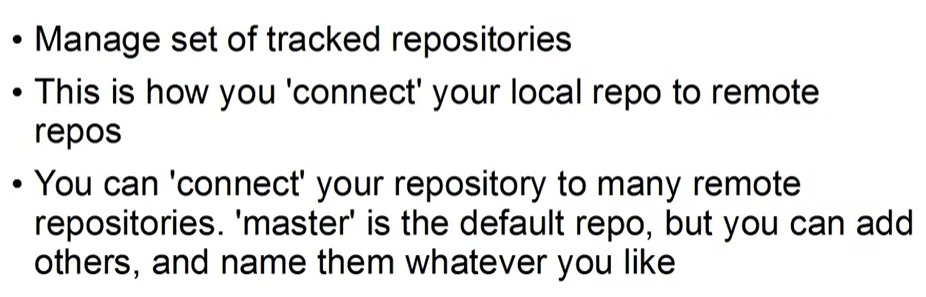 • Manage set of tracked repositories
• This is how you 'connect' your local repo to remote
repos
• You can 'connect' your repository to many remote
repositories. 'master' is the default repo, but you can add
others, and name them whatever you like